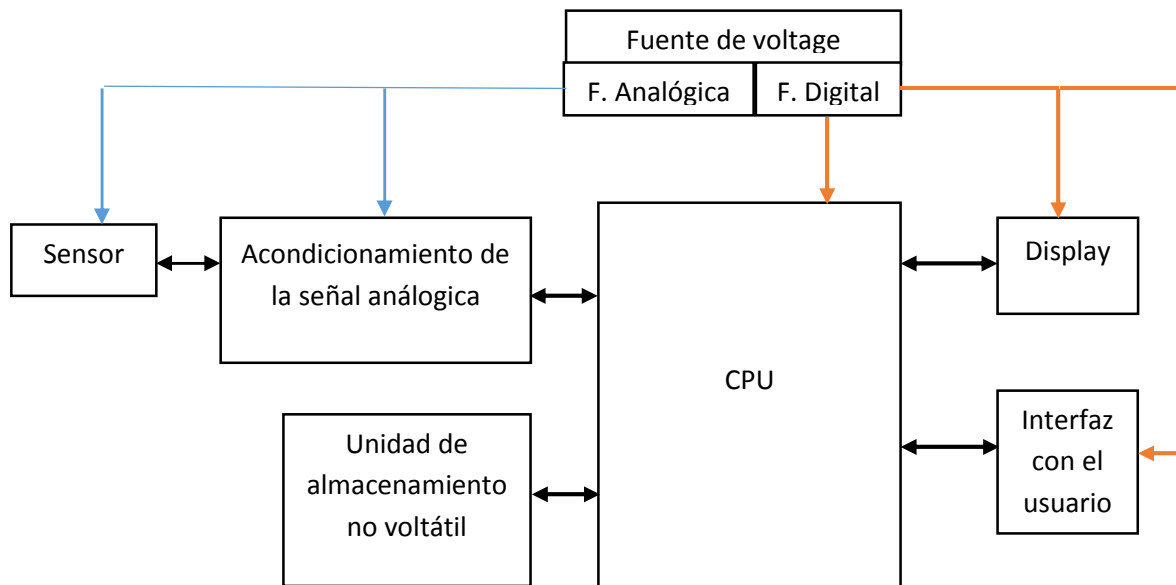 Fuente de voltage
F. Analógica
F. Digital
Sensor
Acondicionamiento de
la señal análogica
Display
CPU
Unidad de
almacenamiento
no voltátil
Interfaz
con el
usuario